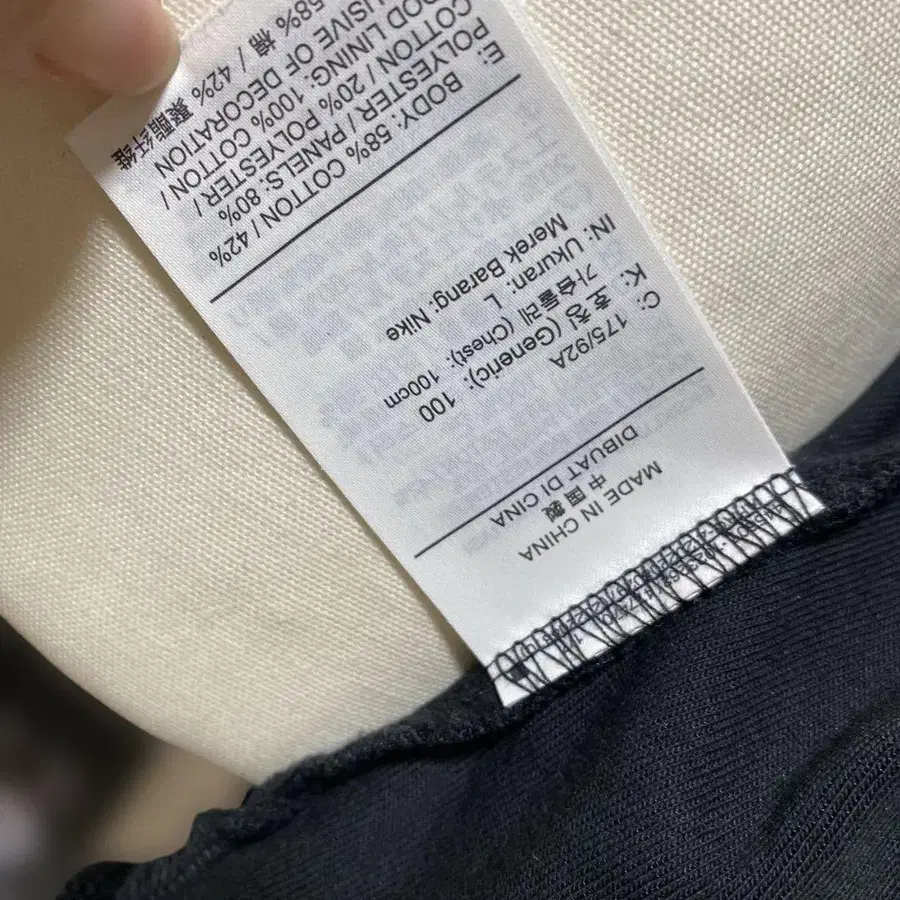 MADE IN CHINA
中国製
DIBUAT DI CINA
C: 175/92A
K: 호칭 (Generic): 100
가슴둘레 (Chest): 100cm
IN: Ukuran: L
Merek Barang: Nike
BODY: 58% COTTON / 42%
E: POLYESTER / PANELS: 80%
COTTON / 20% POLYESTER /
LINING: 100% COTTON /
OF DECORATION
58% 棉 / 42% 聚酯纤维